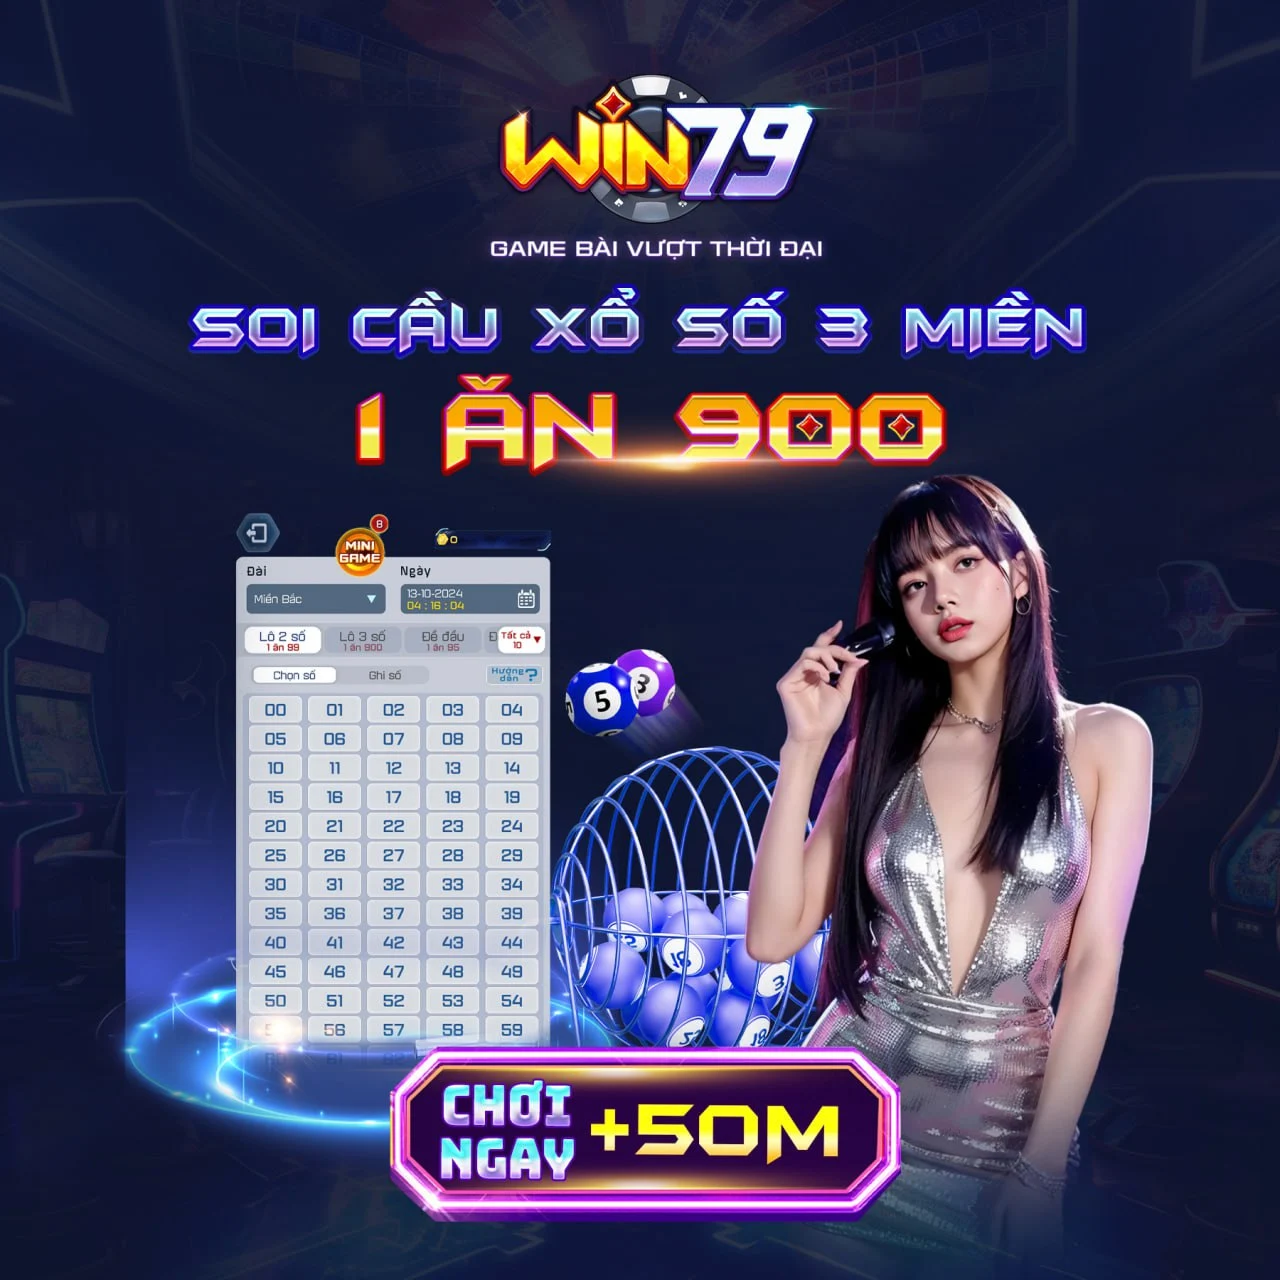 WIN79
GAME BÀI VƯỢT THỜI ĐẠI
SOI CẦU XỔ SỐ 3 MIỀN
1 ĂN 900
MINI GAME
8
0
Đài
Ngày
Miền Bắc
13-10-2024
04 : 16 : 04
Lô 2 số
1 ăn 99
Lô 3 số
1 ăn 900
Đề đầu
1 ăn 95
Đ
Tất cả
10
Chọn số
Ghi số
Hướng dẫn ?
00 01 02 03 04
05 06 07 08 09
10 11 12 13 14
15 16 17 18 19
20 21 22 23 24
25 26 27 28 29
30 31 32 33 34
35 36 37 38 39
40 41 42 43 44
45 46 47 48 49
50 51 52 53 54
56 57 58 59
5
3
3
18
CHƠI
NGAY
+50M